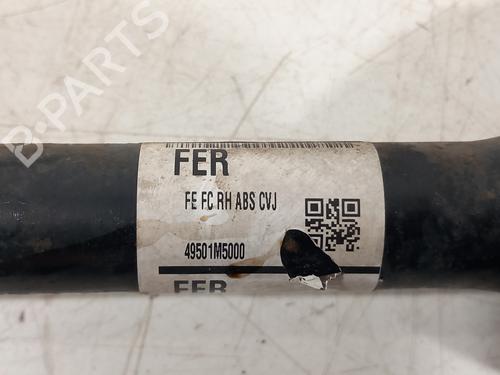 B-PARTS
FER
FE FC RH ABS CVJ
49501M5000
FER